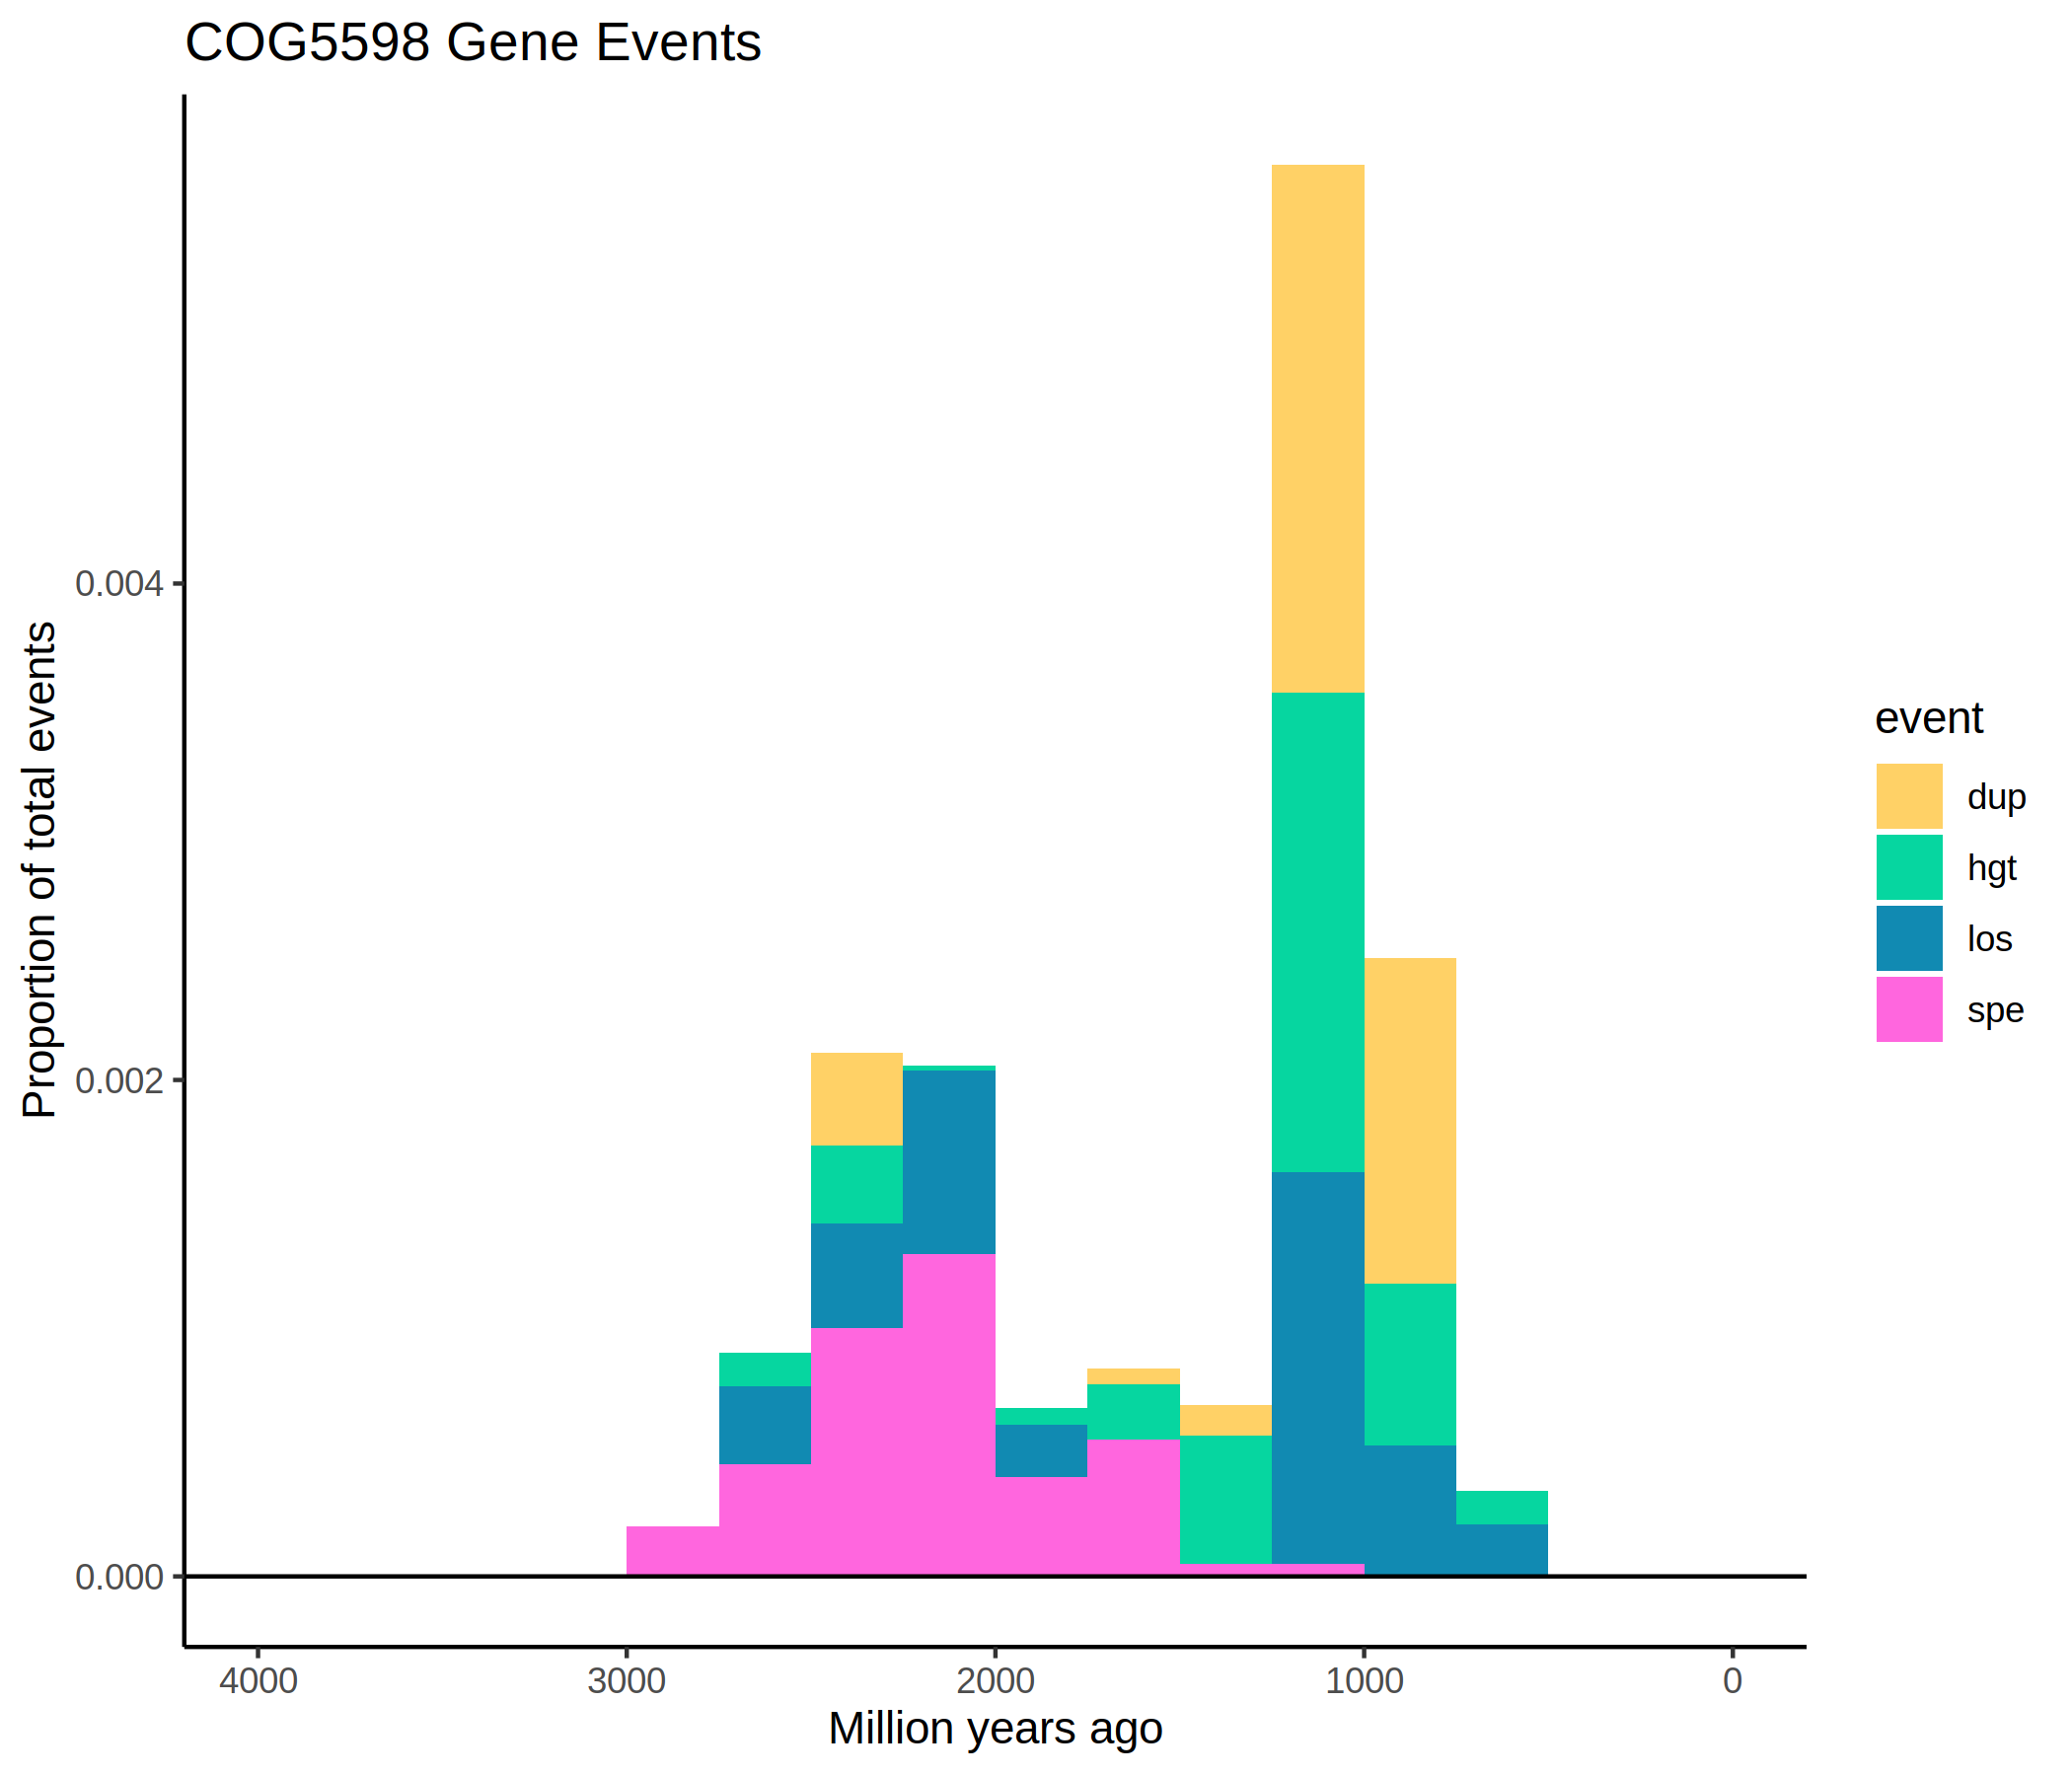 COG5598 Gene Events
Proportion of total events
0.004
0.002
0.000
4000 3000 2000 1000 0
Million years ago
event
dup
hgt
los
spe